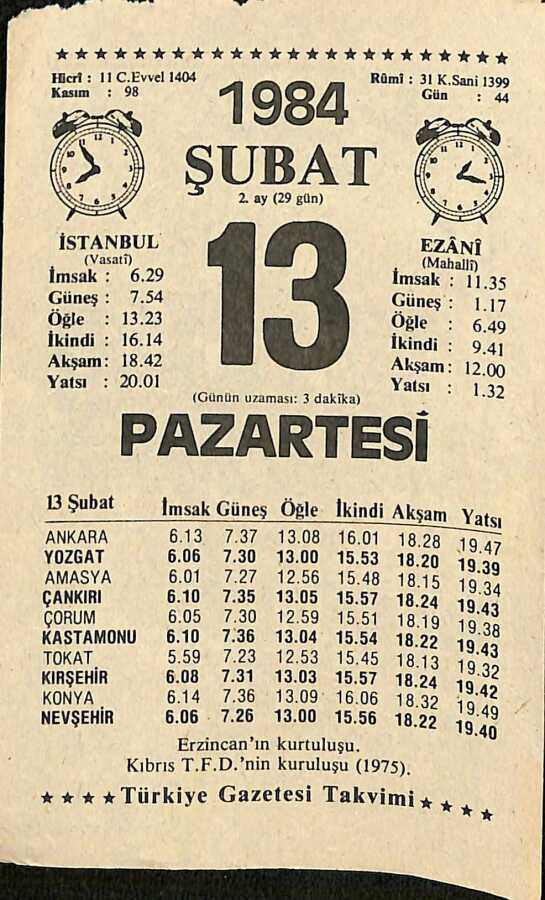 Hicrî : 11 C.Evvel 1404
Kasım : 98
1984
Rûmî : 31 K.Sani 1399
Gün : 44
ŞUBAT
2. ay (29 gün)
13
İSTANBUL
(Vasatî)
İmsak : 6.29
Güneş : 7.54
Öğle : 13.23
İkindi : 16.14
Akşam : 18.42
Yatsı : 20.01
EZÂNÎ
(Mahallî)
İmsak : 11.35
Güneş : 1.17
Öğle : 6.49
İkindi : 9.41
Akşam: 12.00
Yatsı : 1.32
(Günün uzaması: 3 dakîka)
PAZARTESİ
13 Şubat İmsak Güneş Öğle İkindi Akşam Yatsı
ANKARA 6.13 7.37 13.08 16.01 18.28 19.47
YOZGAT 6.06 7.30 13.00 15.53 18.20 19.39
AMASYA 6.01 7.27 12.56 15.48 18.15 19.34
ÇANKIRI 6.10 7.35 13.05 15.57 18.24 19.43
ÇORUM 6.05 7.30 12.59 15.51 18.19 19.38
KASTAMONU 6.10 7.36 13.04 15.54 18.22 19.43
TOKAT 5.59 7.23 12.53 15.45 18.13 19.32
KIRŞEHİR 6.08 7.31 13.03 15.57 18.24 19.42
KONYA 6.14 7.36 13.09 16.06 18.32 19.49
NEVŞEHİR 6.06 7.26 13.00 15.56 18.22 19.40
Erzincan'ın kurtuluşu.
Kıbrıs T.F.D.'nin kuruluşu (1975).
Türkiye Gazetesi Takvimi